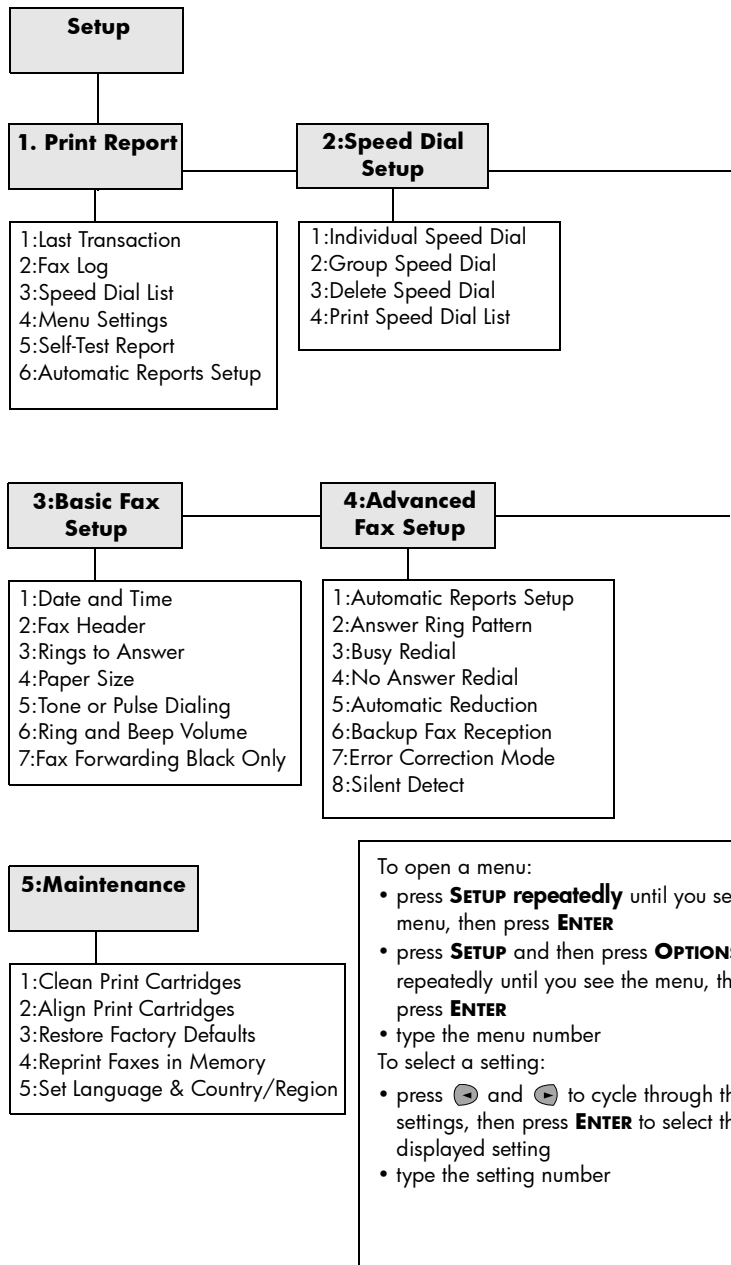 Setup
1. Print Report
1:Last Transaction
2:Fax Log
3:Speed Dial List
4:Menu Settings
5:Self-Test Report
6:Automatic Reports Setup
2:Speed Dial
Setup
1:Individual Speed Dial
2:Group Speed Dial
3:Delete Speed Dial
4:Print Speed Dial List
3:Basic Fax
Setup
1:Date and Time
2:Fax Header
3:Rings to Answer
4:Paper Size
5:Tone or Pulse Dialing
6:Ring and Beep Volume
7:Fax Forwarding Black Only
4:Advanced
Fax Setup
1:Automatic Reports Setup
2:Answer Ring Pattern
3:Busy Redial
4:No Answer Redial
5:Automatic Reduction
6:Backup Fax Reception
7:Error Correction Mode
8:Silent Detect
5:Maintenance
1:Clean Print Cartridges
2:Align Print Cartridges
3:Restore Factory Defaults
4:Reprint Faxes in Memory
5:Set Language & Country/Region
To open a menu:
• press SETUP repeatedly until you se
menu, then press ENTER
• press SETUP and then press OPTIONS
repeatedly until you see the menu, th
press ENTER
• type the menu number
To select a setting:
• press and to cycle through th
settings, then press ENTER to select th
displayed setting
• type the setting number